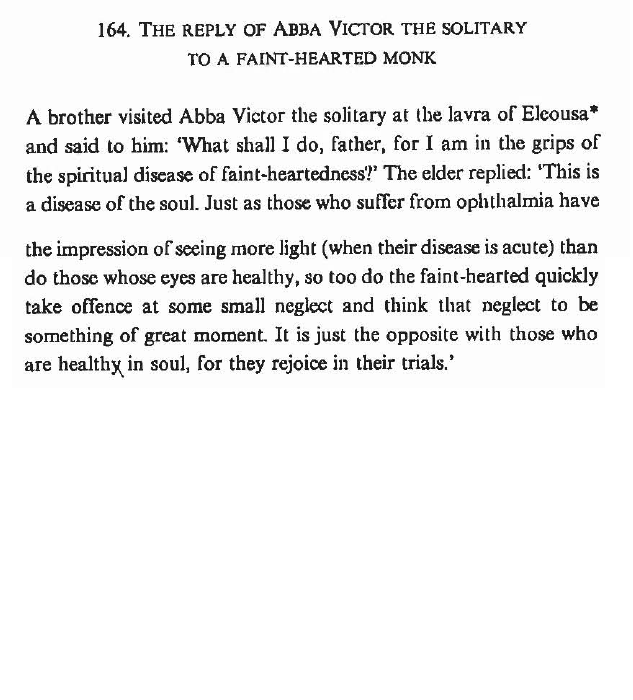 164. THE REPLY OF ABBA VICTOR THE SOLITARY
TO A FAINT-HEARTED MONK
A brother visited Abba Victor the solitary at the lavra of Eleousa*
and said to him: ‘What shall I do, father, for I am in the grips of
the spiritual disease of faint-heartedness?’ The elder replied: ‘This is
a disease of the soul. Just as those who suffer from ophthalmia have
the impression of seeing more light (when their disease is acute) than
do those whose eyes are healthy, so too do the faint-hearted quickly
take offence at some small neglect and think that neglect to be
something of great moment. It is just the opposite with those who
are healthy in soul, for they rejoice in their trials.’